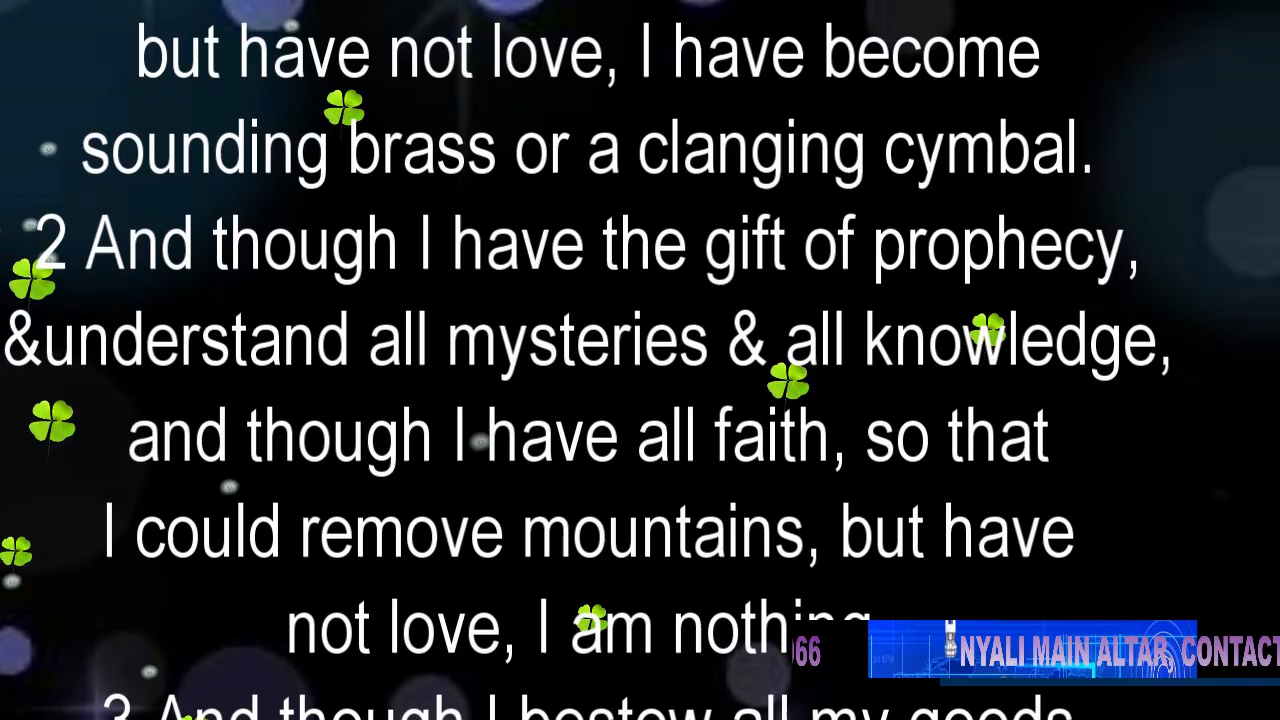 but have not love, I have become
sounding brass or a clanging cymbal.
2 And though I have the gift of prophecy,
&understand all mysteries & all knowledge,
and though I have all faith, so that
I could remove mountains, but have
not love, I am nothing
066 NYALI MAIN ALTAR CONTACT
3 And though I bestow all my goods